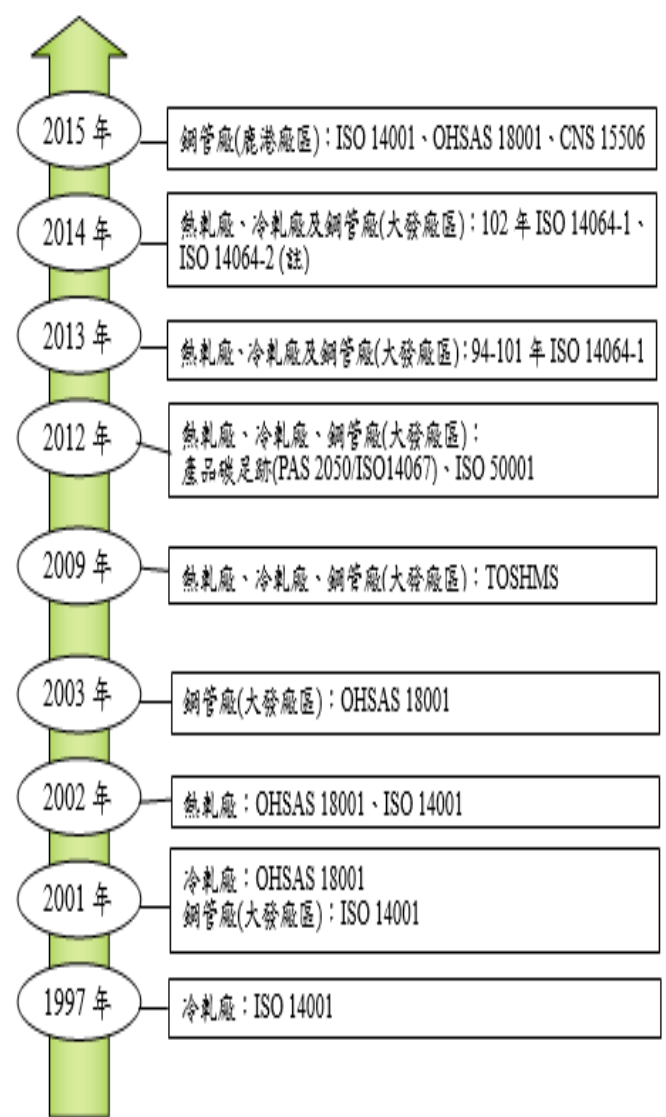 2015 年
鋼管廠(鹿港廠區)：ISO 14001、OHSAS 18001、CNS 15506
2014 年
熱軋廠、冷軋廠及鋼管廠(大發廠區)：102 年 ISO 14064-1、
ISO 14064-2 (註)
2013 年
熱軋廠、冷軋廠及鋼管廠(大發廠區)：94-101 年 ISO 14064-1
2012 年
熱軋廠、冷軋廠、鋼管廠(大發廠區)：
產品碳足跡(PAS 2050/ISO14067)、ISO 50001
2009 年
熱軋廠、冷軋廠、鋼管廠(大發廠區)：TOSHMS
2003 年
鋼管廠(大發廠區)：OHSAS 18001
2002 年
熱軋廠：OHSAS 18001、ISO 14001
2001 年
冷軋廠：OHSAS 18001
鋼管廠(大發廠區)：ISO 14001
1997 年
冷軋廠：ISO 14001